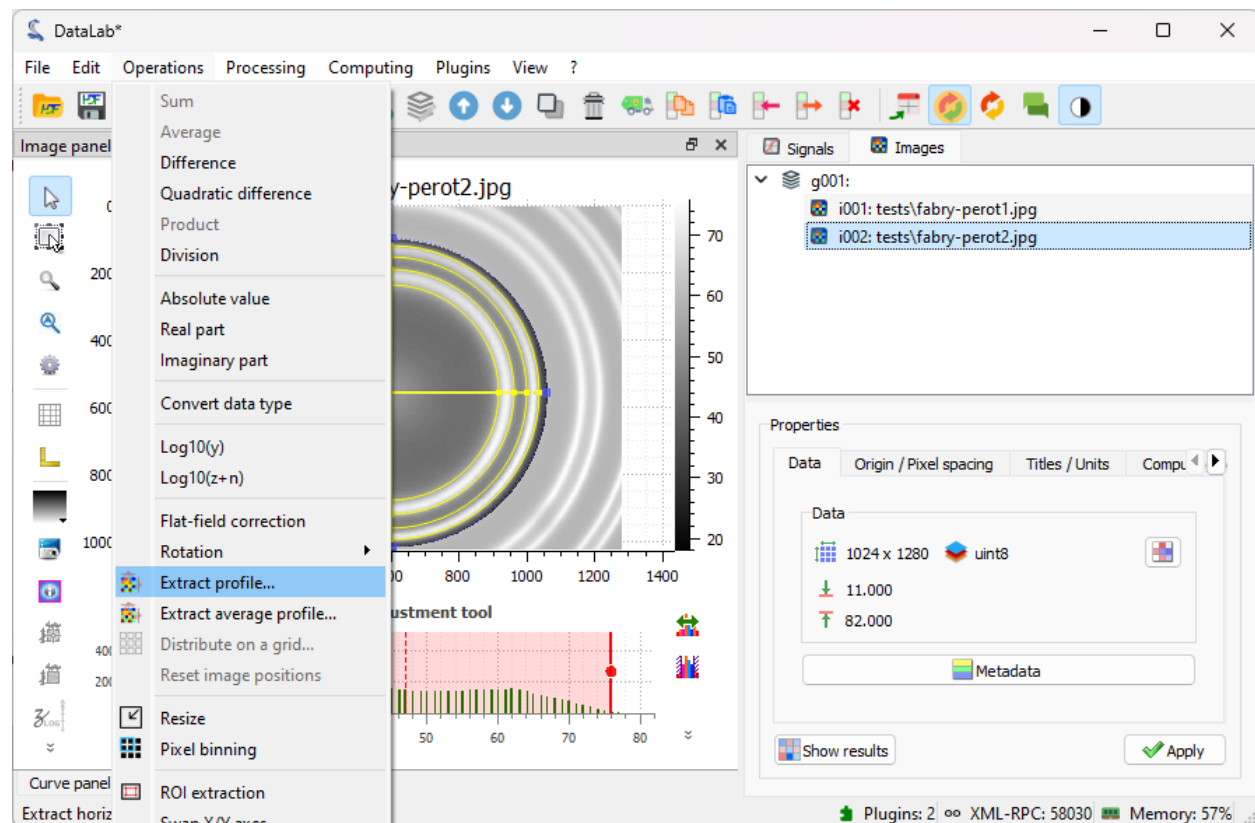 DataLab*
File Edit Operations Processing Computing Plugins View ?
Image panel
Sum
Average
Difference
Quadratic difference
Product
Division
Absolute value
Real part
Imaginary part
Convert data type
Log10(y)
Log10(z+n)
Flat-field correction
Rotation
Extract profile...
Extract average profile...
Distribute on a grid...
Reset image positions
Resize
Pixel binning
ROI extraction
Swap X/Y axes
y-perot2.jpg
0
200
400
600
800
1000
70
60
50
40
30
20
00 800 1000 1200 1400
ustment tool
400
200
50 60 70 80
Curve panel
Extract horiz
Signals Images
g001:
i001: tests\fabry-perot1.jpg
i002: tests\fabry-perot2.jpg
Properties
Data Origin / Pixel spacing Titles / Units Compu
Data
1024 x 1280 uint8
11.000
82.000
Metadata
Show results Apply
Plugins: 2 XML-RPC: 58030 Memory: 57%